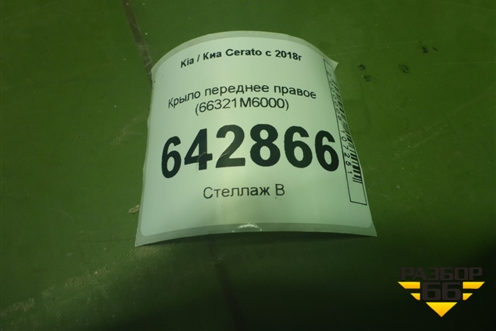 Kia / Киа Cerato с 2018г
Крыло переднее правое
(66321M6000)
642866
Стеллаж В
РАЗБОР
66